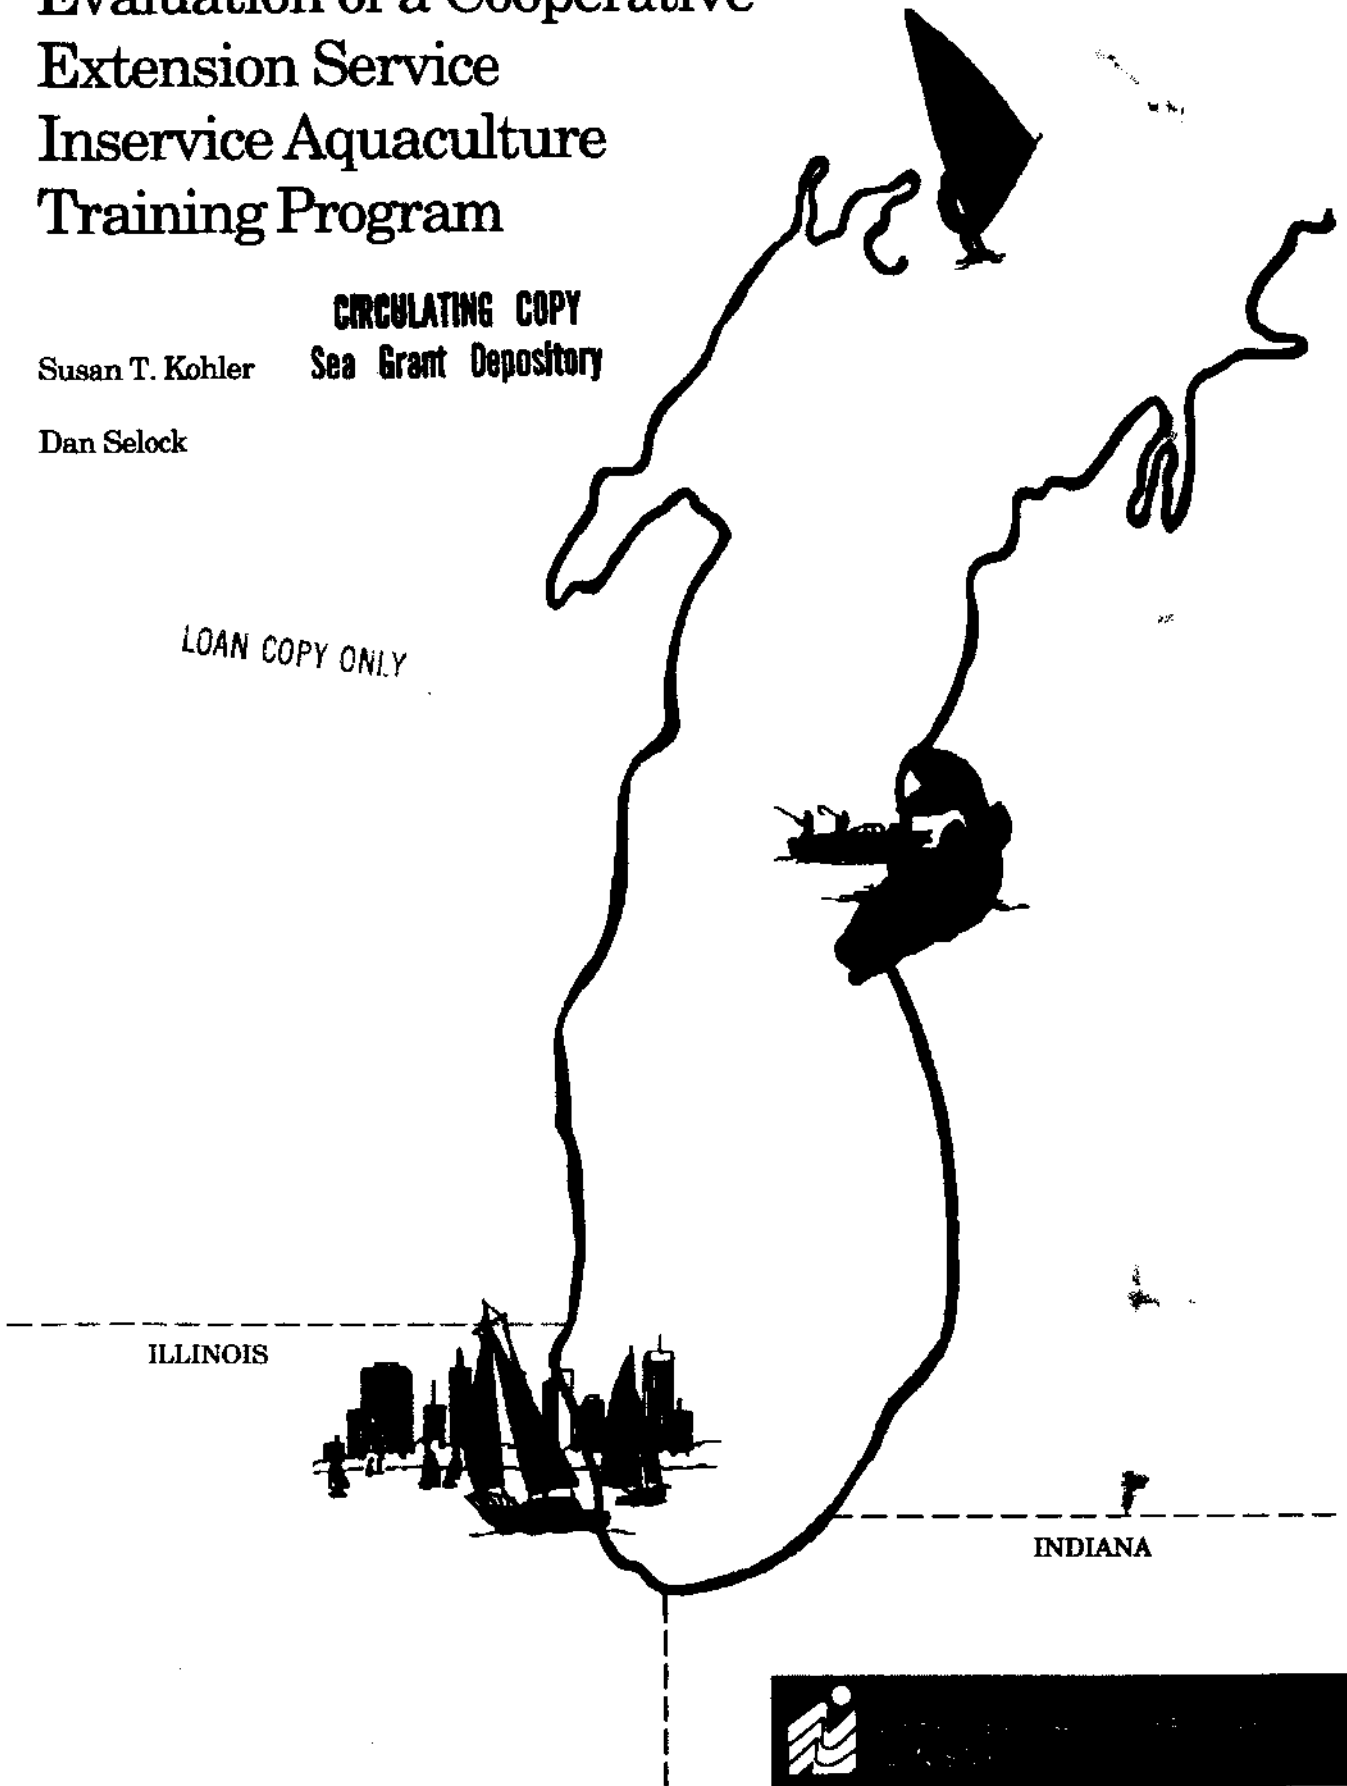 Evaluation of a Cooperative
Extension Service
Inservice Aquaculture
Training Program
CIRCULATING COPY
Sea Grant Depository
Susan T. Kohler
Dan Selock
LOAN COPY ONLY
ILLINOIS
INDIANA